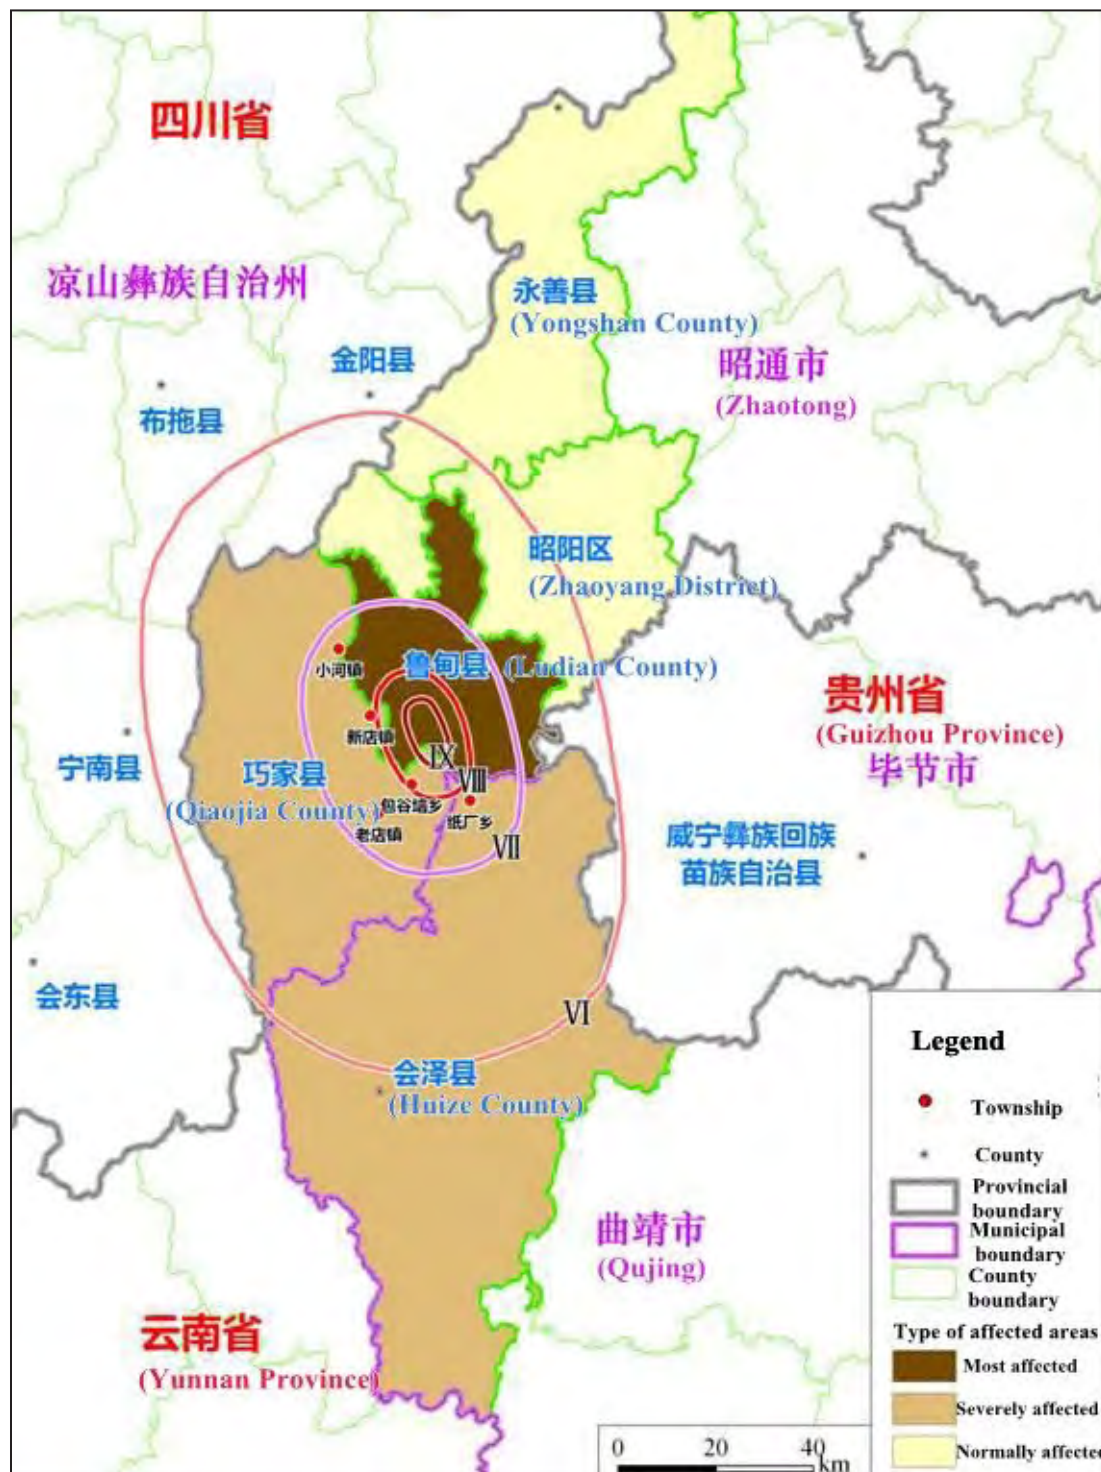 四川省
凉山彝族自治州
永善县
(Yongshan County)
金阳县
昭通市
(Zhaotong)
布拖县
昭阳区
(Zhaoyang District)
小河镇
鲁甸县 (Ludian County)
贵州省
(Guizhou Province)
毕节市
新店镇
宁南县
巧家县
(Qiaojia County)
IX
VIII
包谷垴乡
纸厂乡
老店镇
VII
威宁彝族回族
苗族自治县
会东县
VI
会泽县
(Huize County)
曲靖市
(Qujing)
云南省
(Yunnan Province)
Legend
Township
County
Provincial
boundary
Municipal
boundary
County
boundary
Type of affected areas
Most affected
Severely affected
Normally affected
0 20 40
km